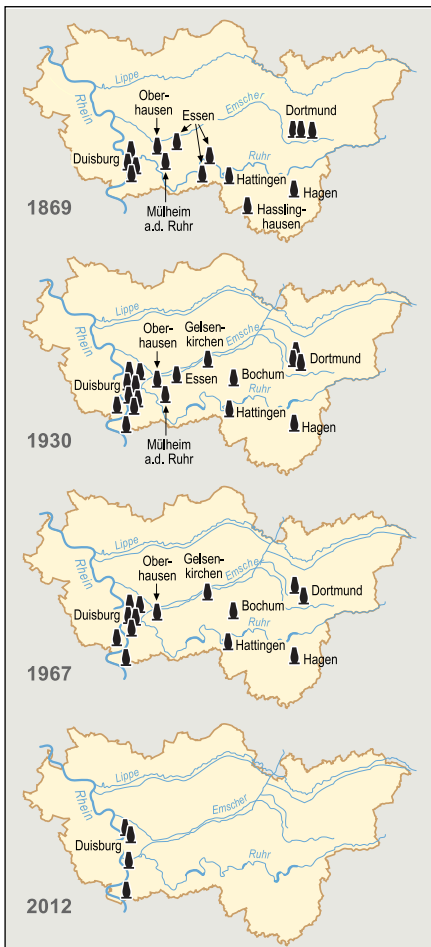 Lippe
Rhein
Ober-
hausen
Essen
Emscher
Dortmund
Duisburg
Ruhr
Hattingen
Hagen
Hassling-
hausen
Mülheim
a.d. Ruhr
1869
Lippe
Rhein
Ober-
hausen
Gelsen-
kirchen
Emscher
Dortmund
Duisburg
Essen
Bochum
Ruhr
Hattingen
Hagen
Mülheim
a.d. Ruhr
1930
Lippe
Rhein
Ober-
hausen
Gelsen-
kirchen
Emscher
Dortmund
Duisburg
Bochum
Ruhr
Hattingen
Hagen
1967
Lippe
Rhein
Emscher
Duisburg
Ruhr
2012